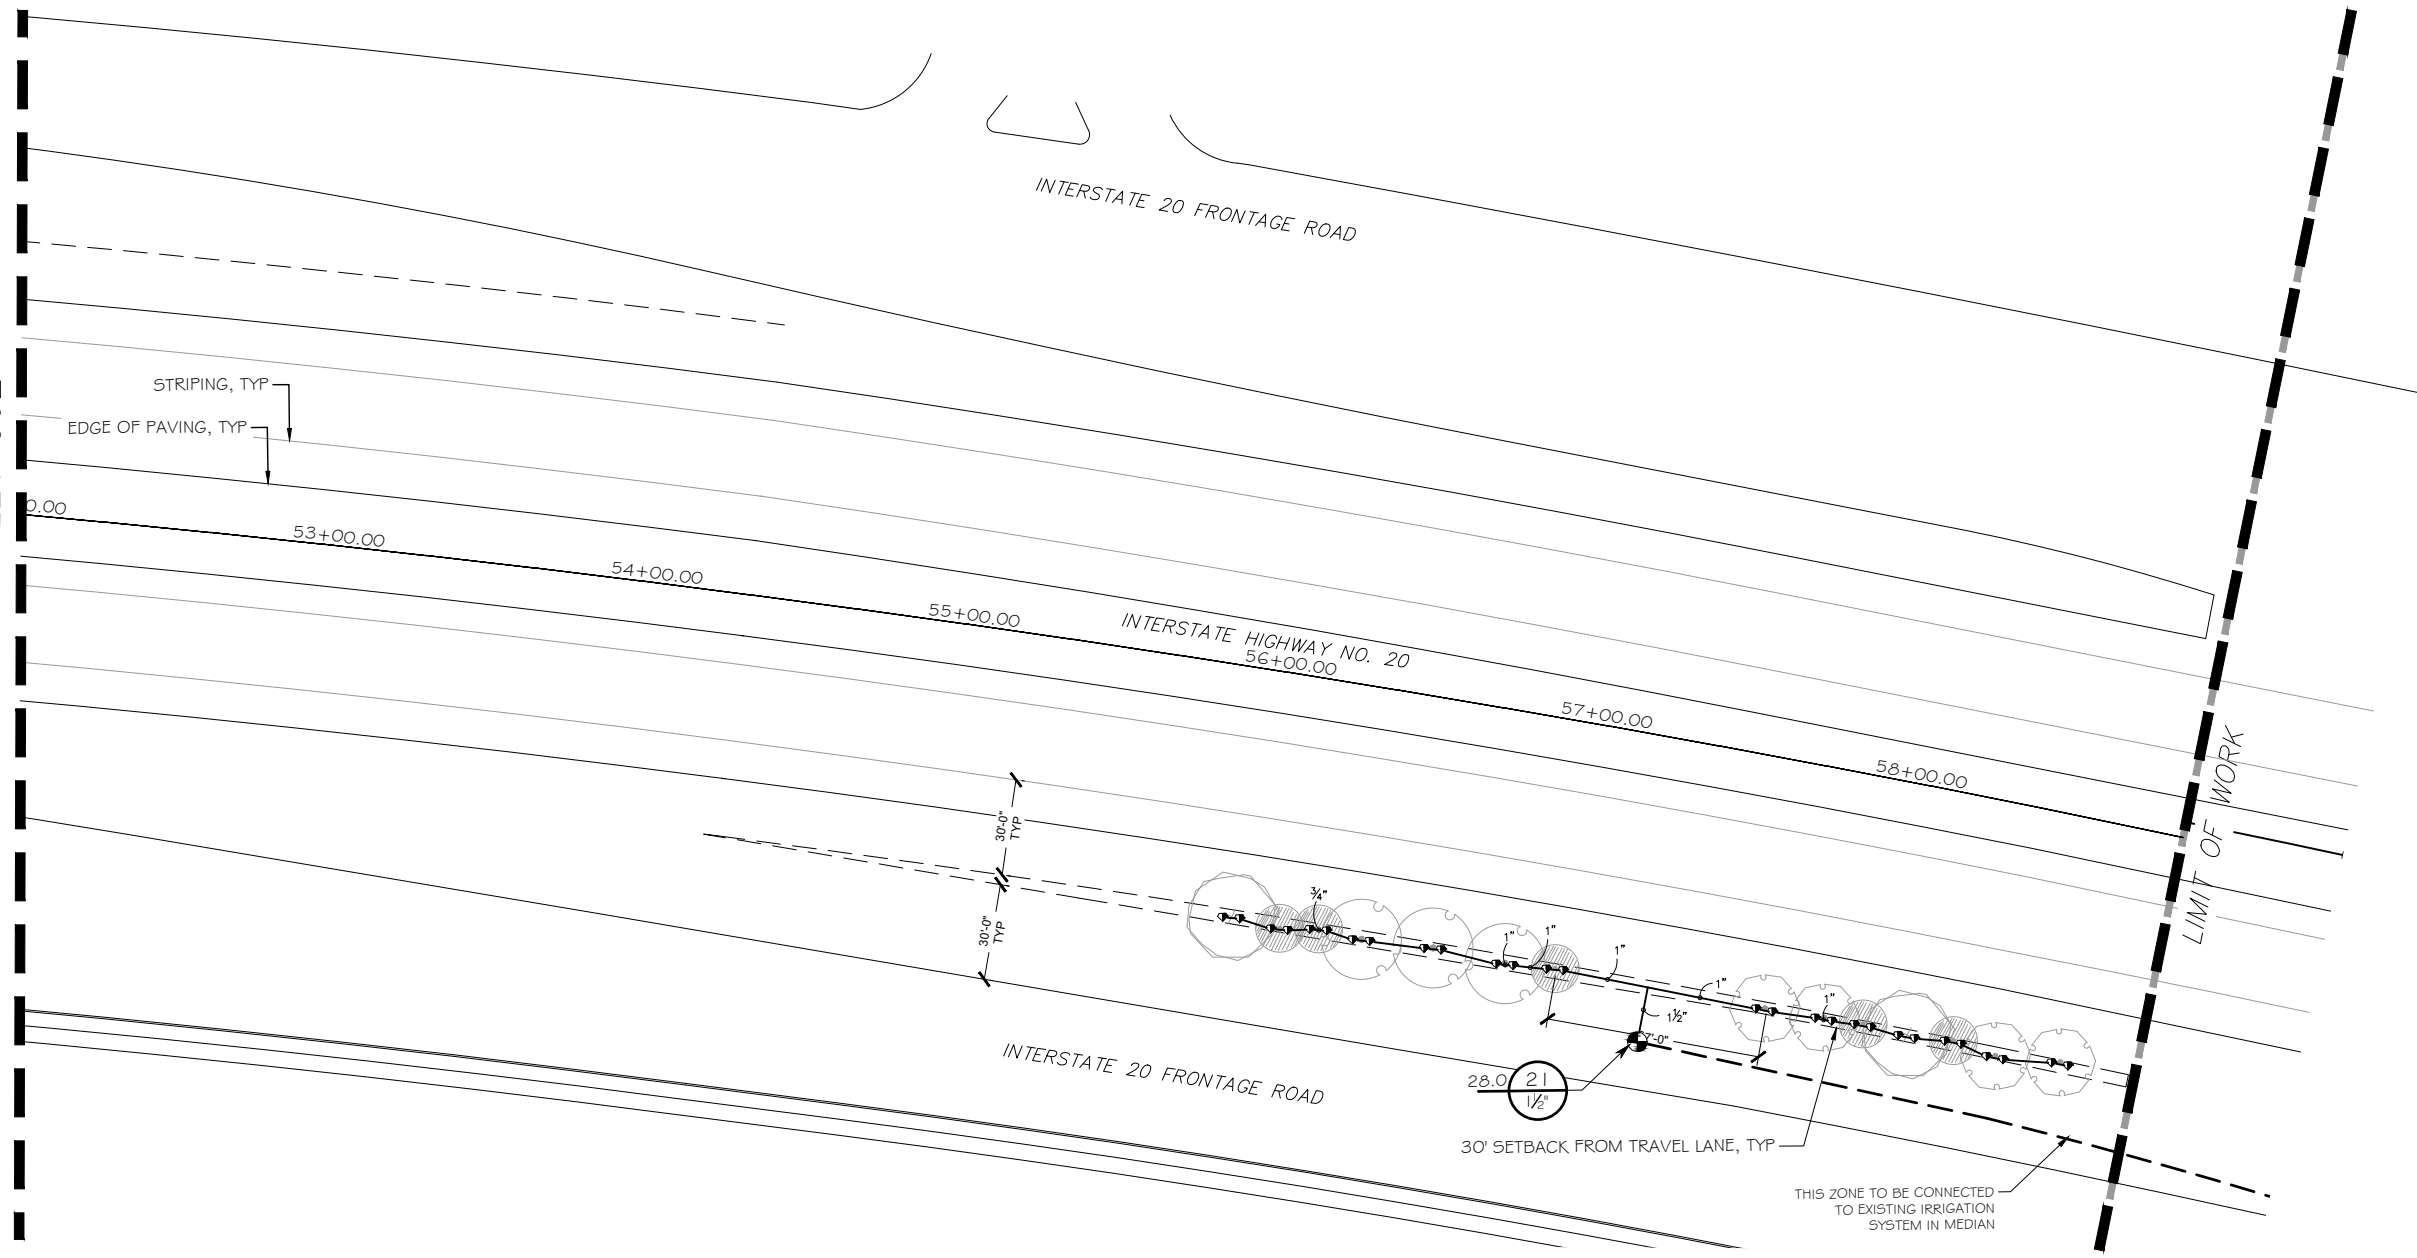 INTERSTATE 20 FRONTAGE ROAD
STRIPING, TYP
EDGE OF PAVING, TYP
0.00
53+00.00
54+00.00
55+00.00
INTERSTATE HIGHWAY NO. 20
56+00.00
57+00.00
58+00.00
LIMIT OF WORK
30'-0"
TYP
30'-0"
TYP
¾"
1"
1"
1"
1"
1"
1½"
7'-0"
INTERSTATE 20 FRONTAGE ROAD
28.0
21
1½"
30' SETBACK FROM TRAVEL LANE, TYP
THIS ZONE TO BE CONNECTED
TO EXISTING IRRIGATION
SYSTEM IN MEDIAN